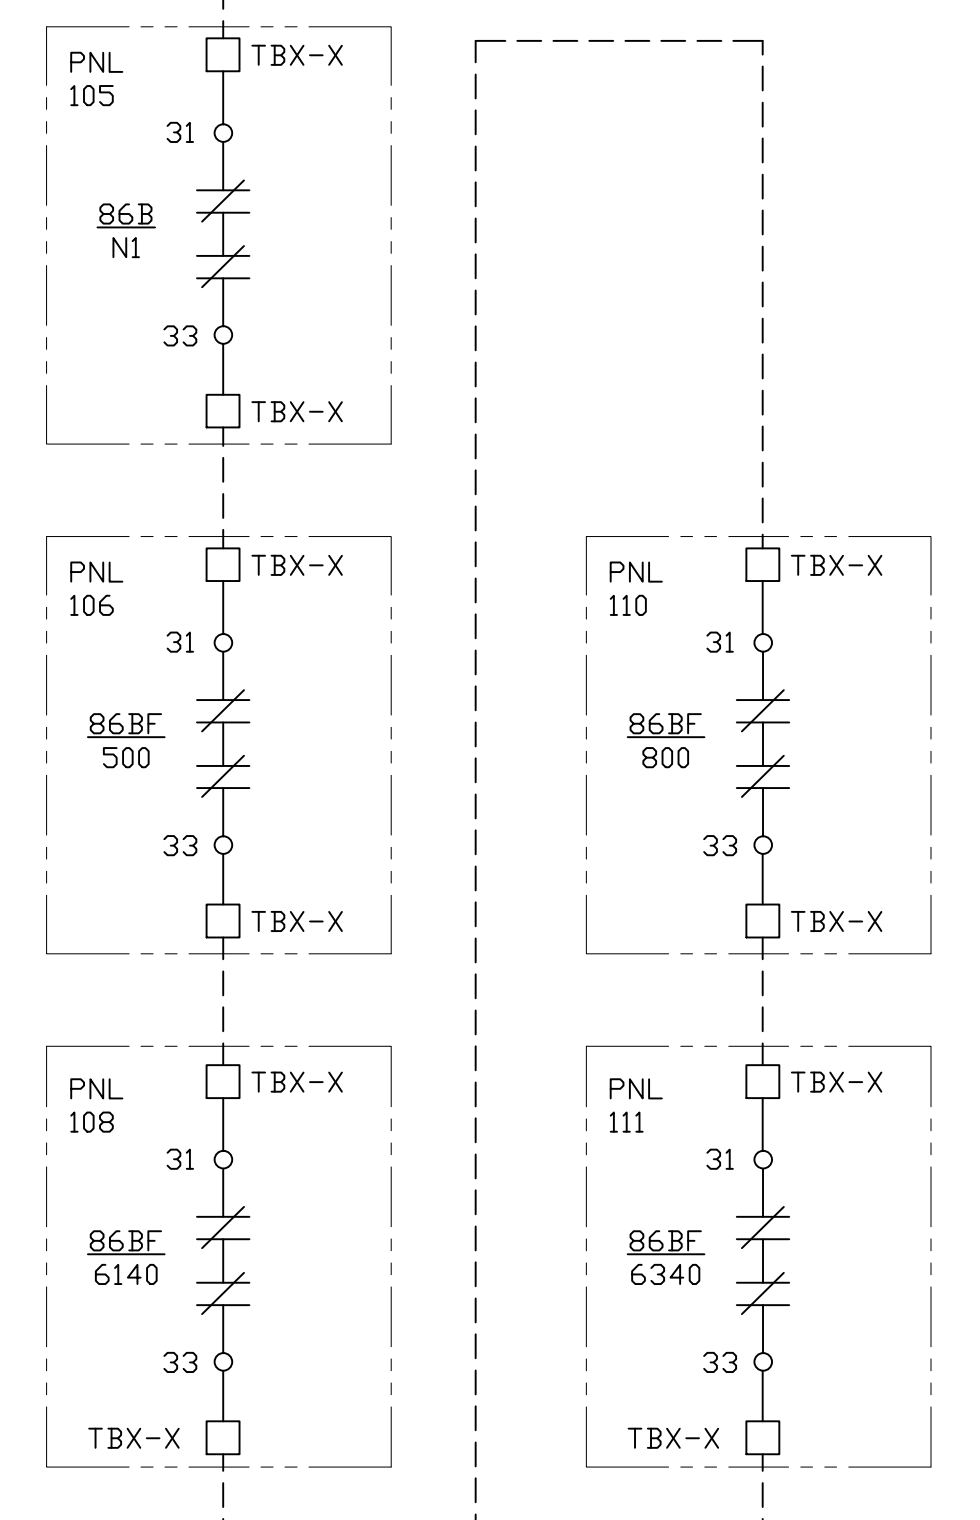 PNL
105
TBX-X
31
86B
N1
33
TBX-X
PNL
106
TBX-X
31
86BF
500
33
TBX-X
PNL
108
TBX-X
31
86BF
6140
33
TBX-X
PNL
110
TBX-X
31
86BF
800
33
TBX-X
PNL
111
TBX-X
31
86BF
6340
33
TBX-X